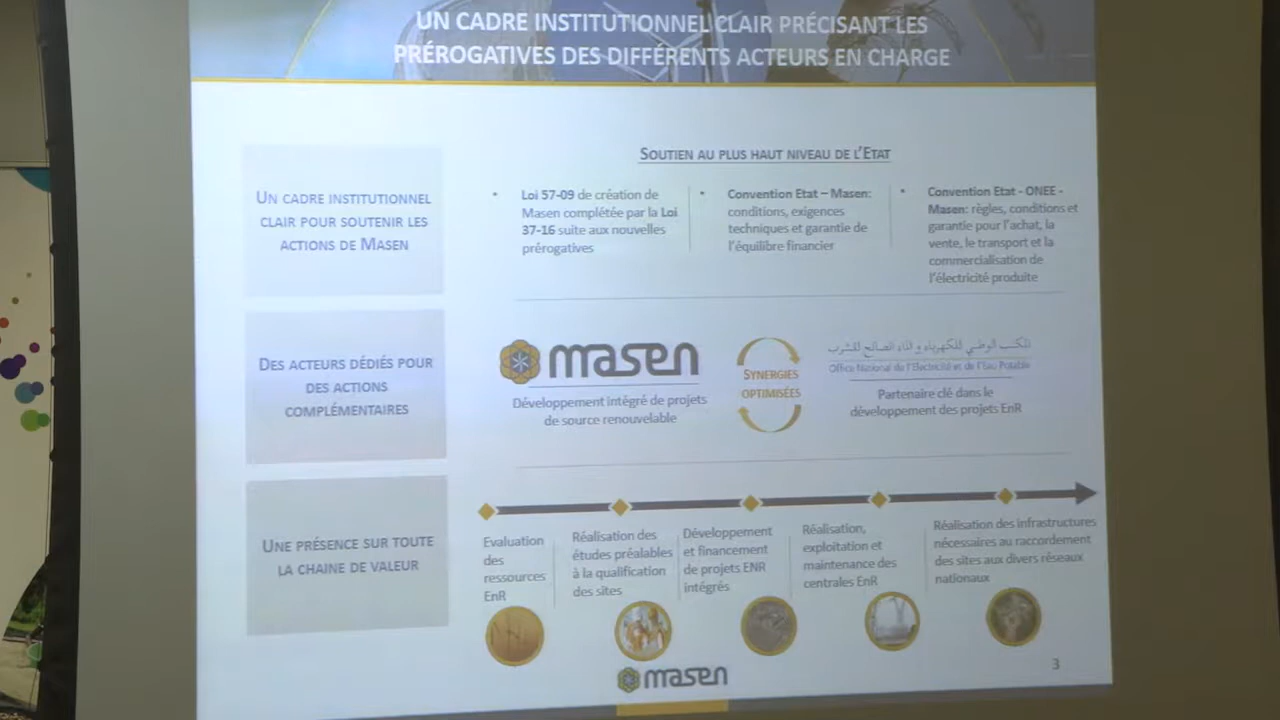 UN CADRE INSTITUTIONNEL CLAIR PRÉCISANT LES
PRÉROGATIVES DES DIFFÉRENTS ACTEURS EN CHARGE
UN CADRE INSTITUTIONNEL
CLAIR POUR SOUTENIR LES
ACTIONS DE MASEN
SOUTIEN AU PLUS HAUT NIVEAU DE L'ETAT
• Loi 57-09 de création de
Masen complétée par la Loi
37-16 suite aux nouvelles
prérogatives
• Convention Etat – Masen:
conditions, exigences
techniques et garantie de
l'équilibre financier
• Convention Etat - ONEE -
Masen: règles, conditions et
garantie pour l'achat, la
vente, le transport et la
commercialisation de
l'électricité produite
DES ACTEURS DÉDIÉS POUR
DES ACTIONS
COMPLÉMENTAIRES
masen
Développement intégré de projets
de source renouvelable
SYNERGIES
OPTIMISÉES
المكتب الوطني للكهرباء و الماء الصالح للشرب
Office National de l'Electricité et de l'Eau Potable
Partenaire clé dans le
développement des projets EnR
UNE PRÉSENCE SUR TOUTE
LA CHAINE DE VALEUR
Evaluation
des
ressources
EnR
Réalisation des
études préalables
à la qualification
des sites
Développement
et financement
de projets ENR
intégrés
Réalisation,
exploitation et
maintenance des
centrales EnR
Réalisation des infrastructures
nécessaires au raccordement
des sites aux divers réseaux
nationaux
masen
3